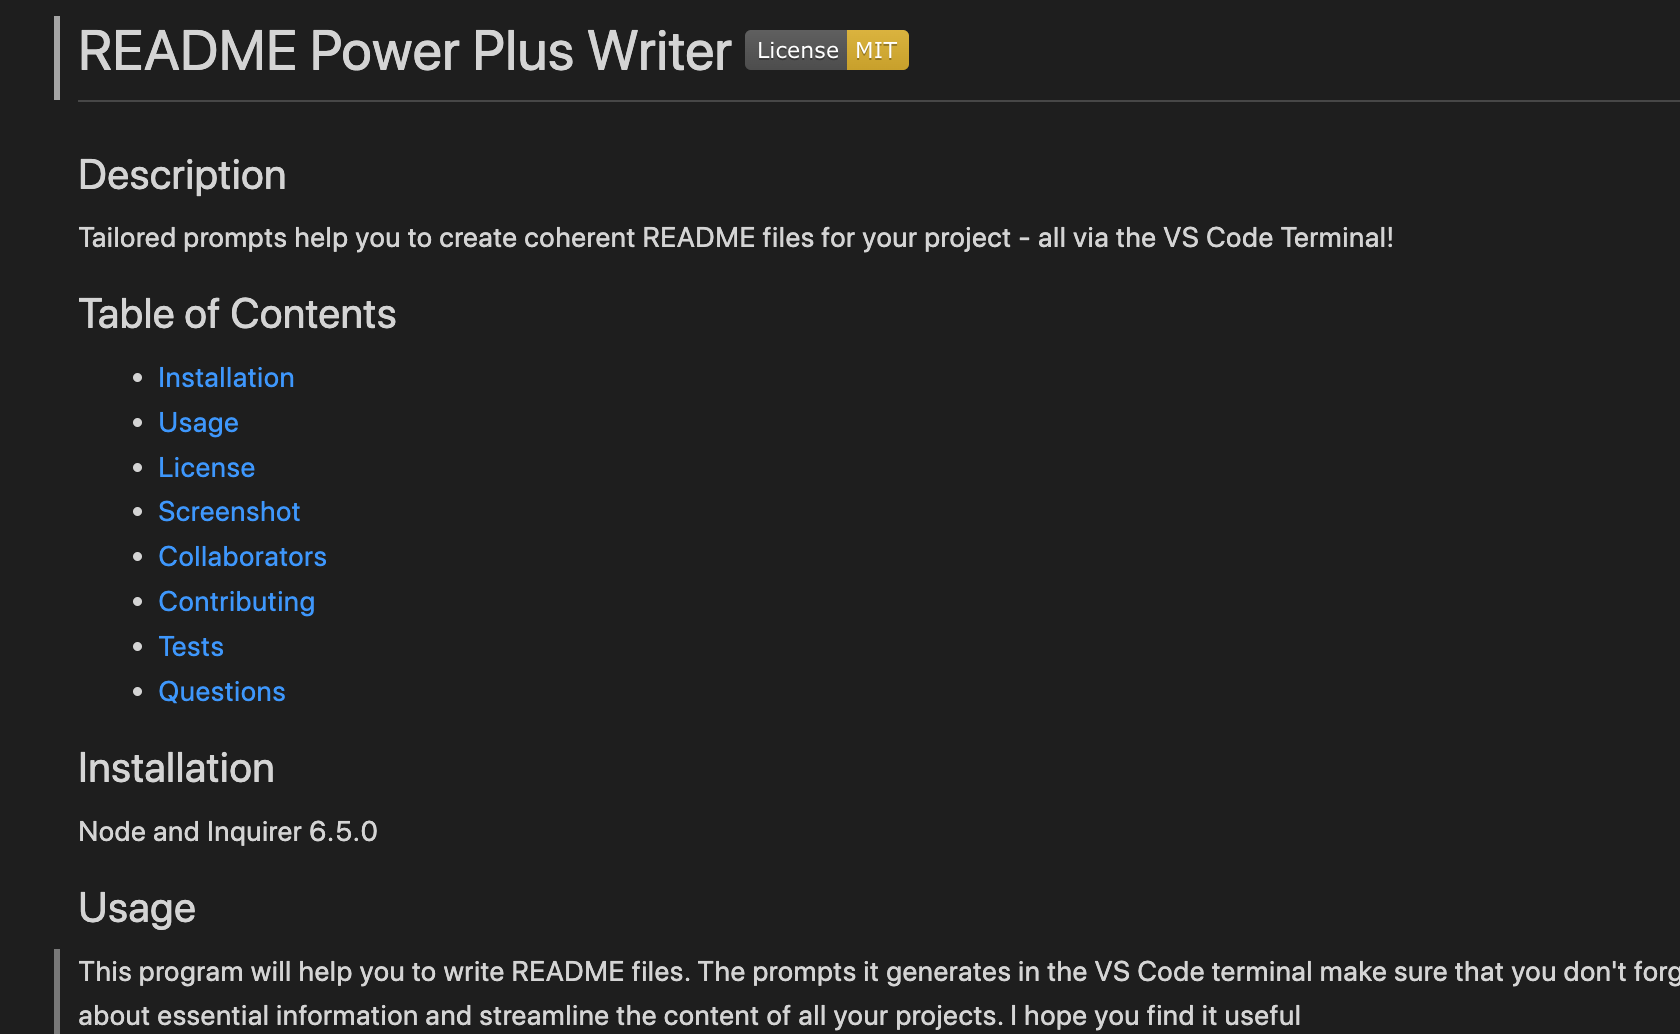 README Power Plus Writer License MIT
Description
Tailored prompts help you to create coherent README files for your project - all via the VS Code Terminal!
Table of Contents
Installation
Usage
License
Screenshot
Collaborators
Contributing
Tests
Questions
Installation
Node and Inquirer 6.5.0
Usage
This program will help you to write README files. The prompts it generates in the VS Code terminal make sure that you don't
about essential information and streamline the content of all your projects. I hope you find it useful